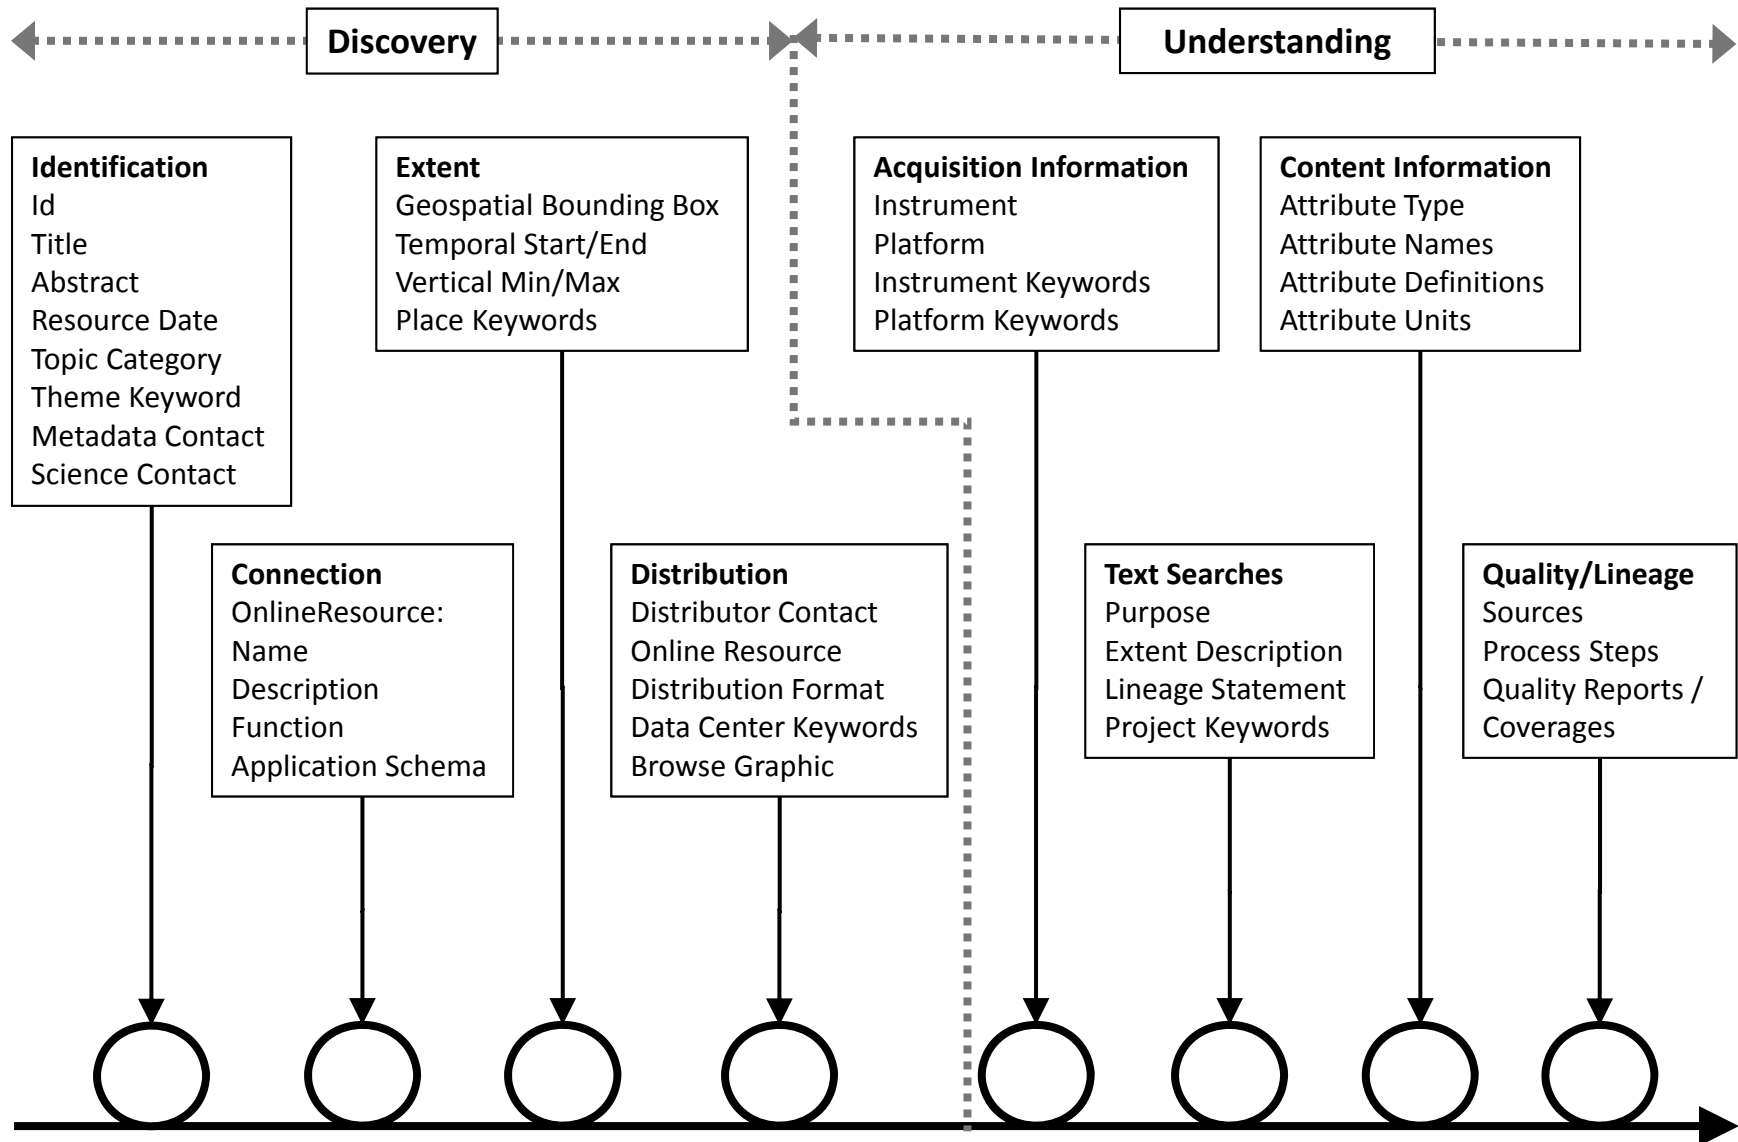 Discovery
Understanding
Identification
Id
Title
Abstract
Resource Date
Topic Category
Theme Keyword
Metadata Contact
Science Contact
Extent
Geospatial Bounding Box
Temporal Start/End
Vertical Min/Max
Place Keywords
Acquisition Information
Instrument
Platform
Instrument Keywords
Platform Keywords
Content Information
Attribute Type
Attribute Names
Attribute Definitions
Attribute Units
Connection
OnlineResource:
Name
Description
Function
Application Schema
Distribution
Distributor Contact
Online Resource
Distribution Format
Data Center Keywords
Browse Graphic
Text Searches
Purpose
Extent Description
Lineage Statement
Project Keywords
Quality/Lineage
Sources
Process Steps
Quality Reports /
Coverages